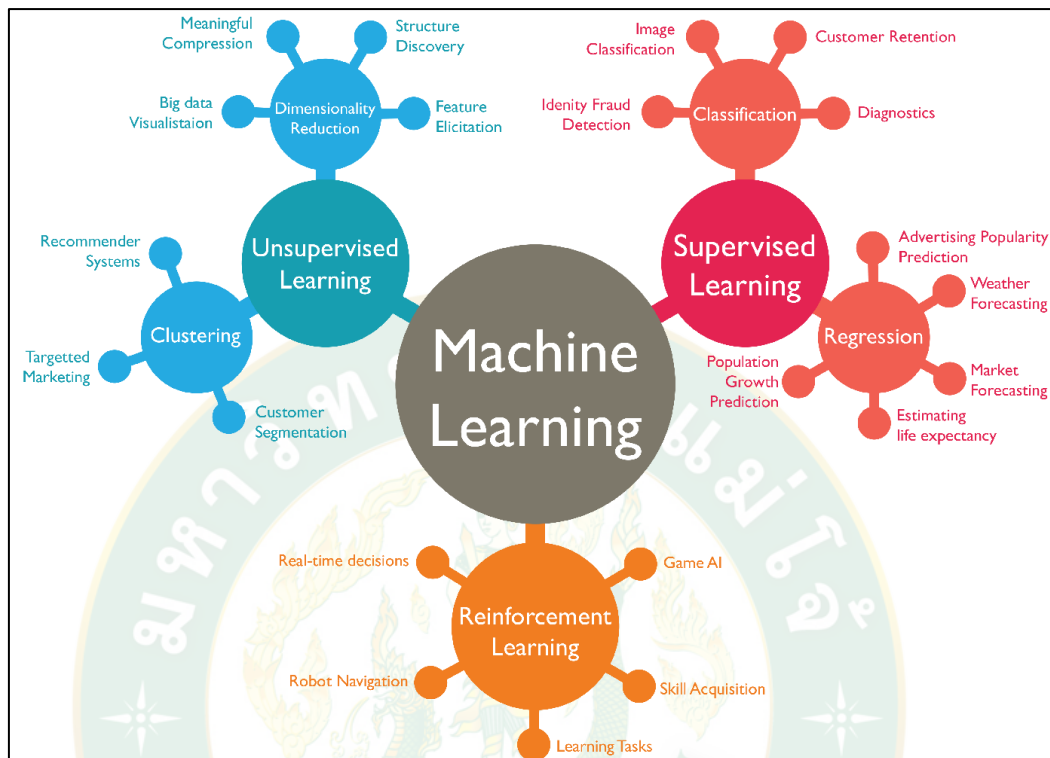 Meaningful
Compression
Structure
Discovery
Big data
Visualistaion
Dimensionality
Reduction
Feature
Elicitation
Image
Classification
Customer Retention
Idenity Fraud
Detection
Classification
Diagnostics
Unsupervised
Learning
Supervised
Learning
Recommender
Systems
Clustering
Targetted
Marketing
Customer
Segmentation
Advertising Popularity
Prediction
Weather
Forecasting
Regression
Population
Growth
Prediction
Market
Forecasting
Estimating
life expectancy
Machine
Learning
Real-time decisions
Game AI
Reinforcement
Learning
Robot Navigation
Skill Acquisition
Learning Tasks